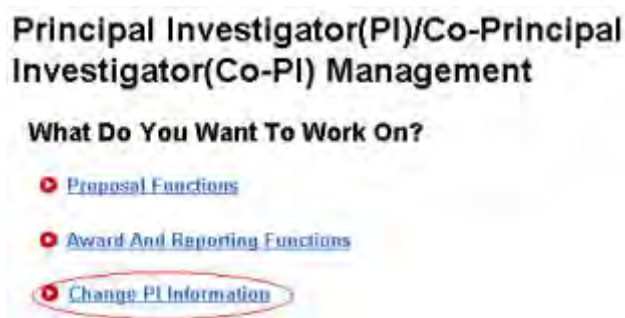 Principal Investigator(PI)/Co-Principal
Investigator(Co-PI) Management
What Do You Want To Work On?
Proposal Functions
Award And Reporting Functions
Change PI Information